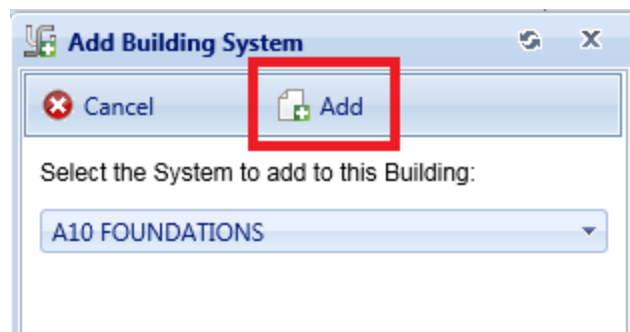 Add Building System
Cancel Add
Select the System to add to this Building:
A10 FOUNDATIONS